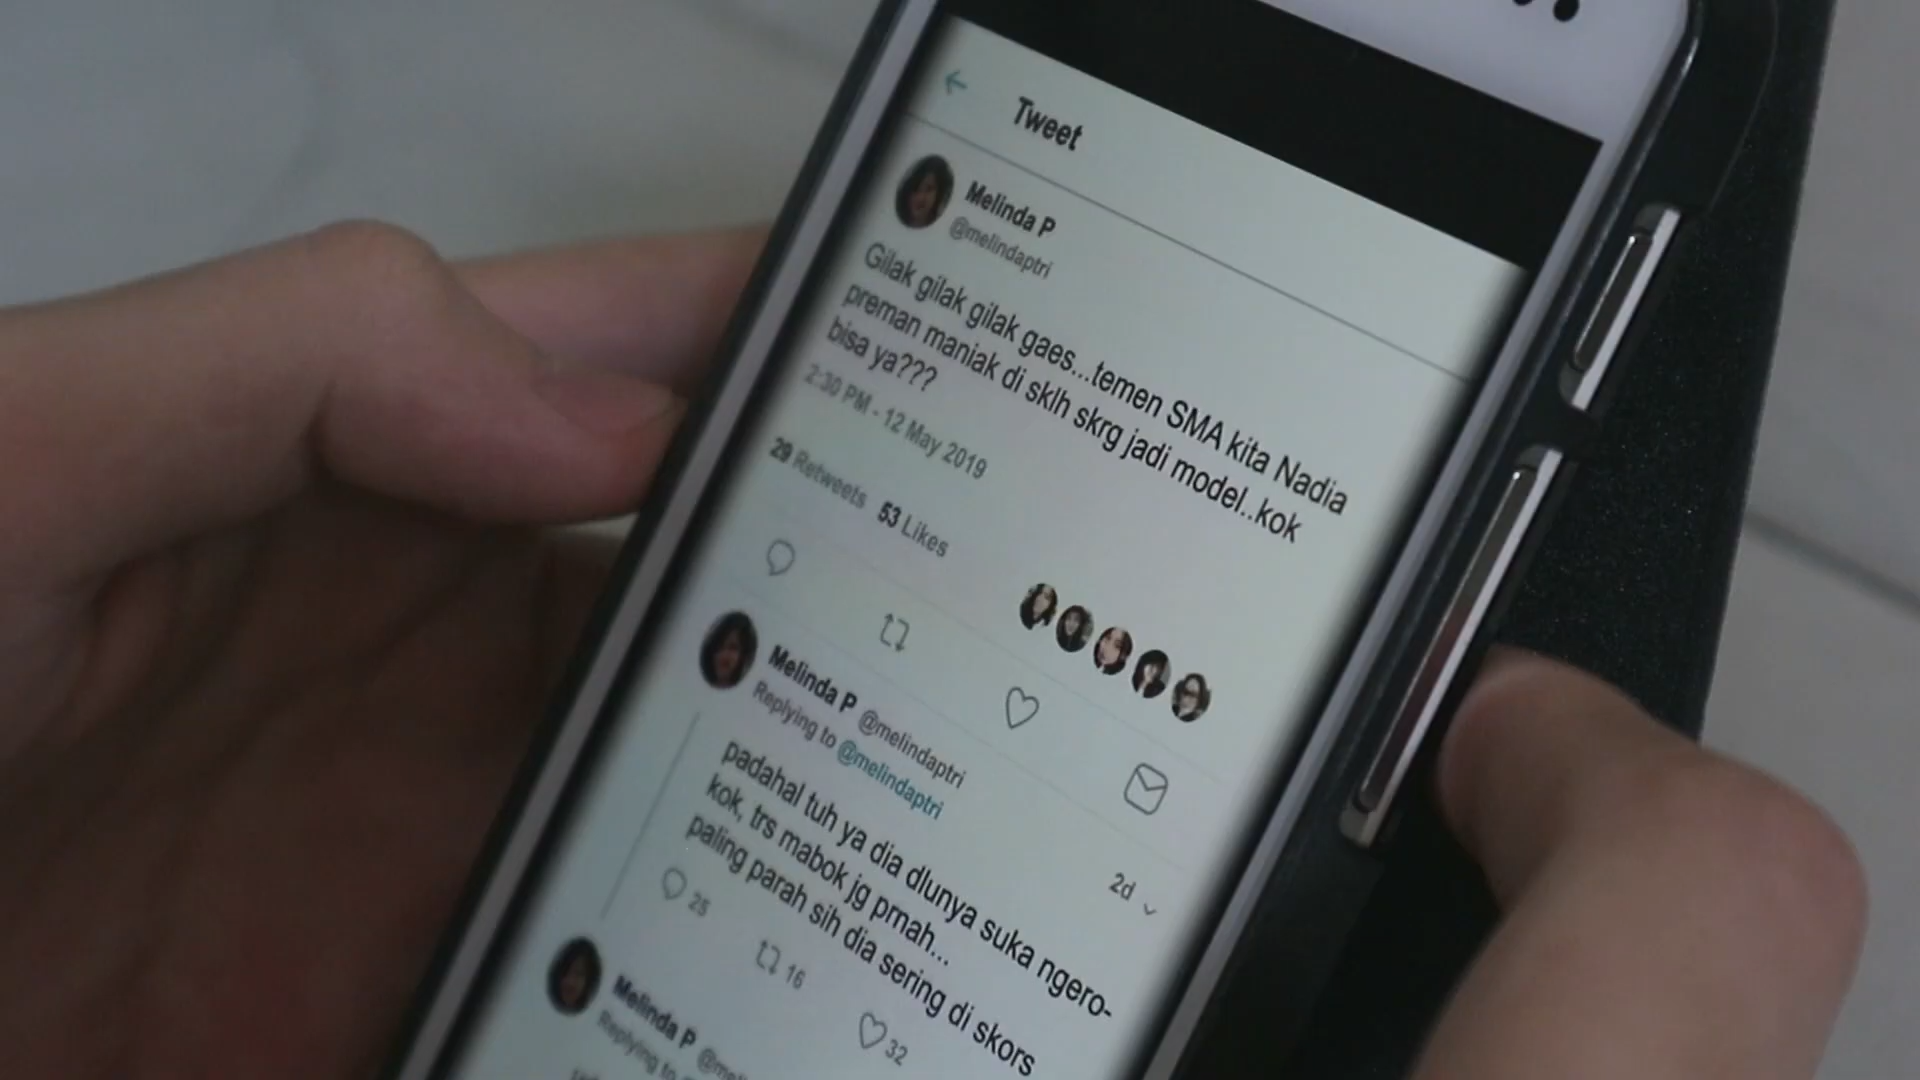 Tweet
Melinda P
@melindaptri
Gilak gilak gilak gaes...temen SMA kita Nadia
preman maniak di sklh skrg jadi model..kok
bisa ya???
2:30 PM - 12 May 2019
29 Retweets 53 Likes
Melinda P @melindaptri 2d
Replying to @melindaptri
padahal tuh ya dia dlunya suka ngero-
kok, trs mabok jg prnah...
paling parah sih dia sering di skors
25 16 32
Melinda P
Replying to